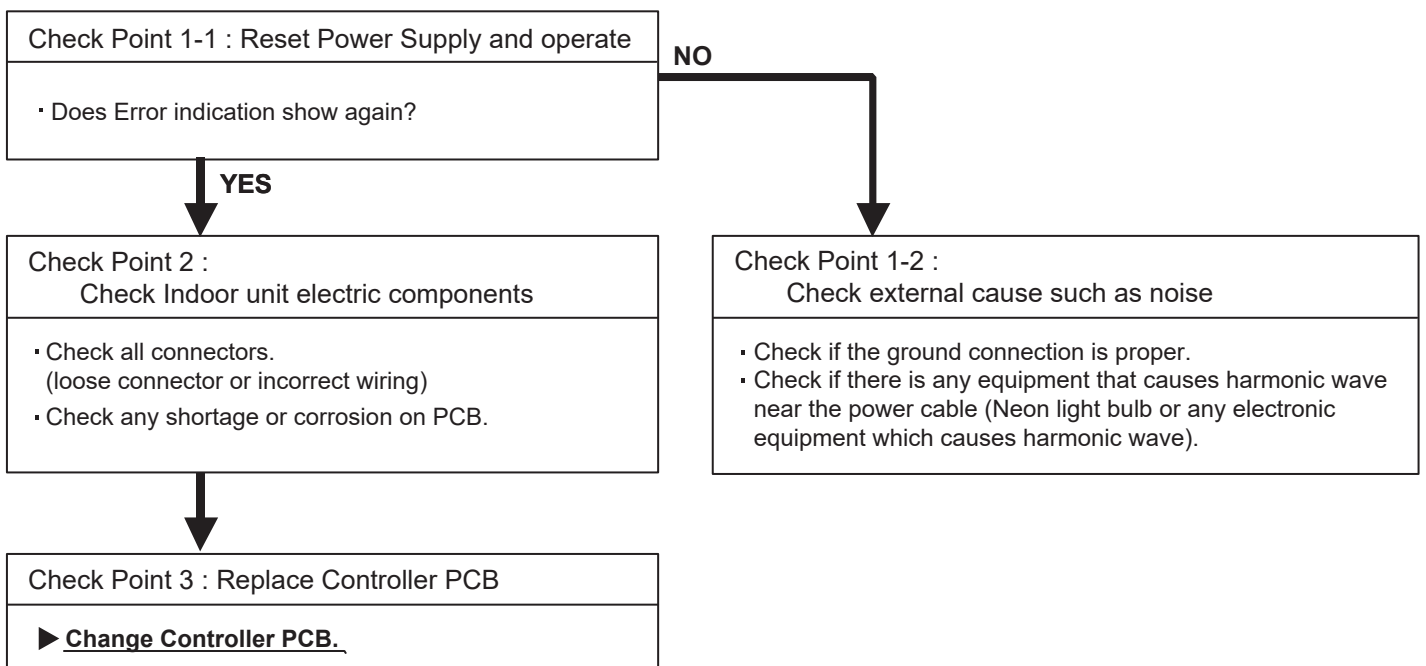 Check Point 1-1 : Reset Power Supply and operate
· Does Error indication show again?
NO
YES
Check Point 2 :
Check Indoor unit electric components
· Check all connectors.
(loose connector or incorrect wiring)
· Check any shortage or corrosion on PCB.
Check Point 1-2 :
Check external cause such as noise
· Check if the ground connection is proper.
· Check if there is any equipment that causes harmonic wave
near the power cable (Neon light bulb or any electronic
equipment which causes harmonic wave).
Check Point 3 : Replace Controller PCB
▶ Change Controller PCB.